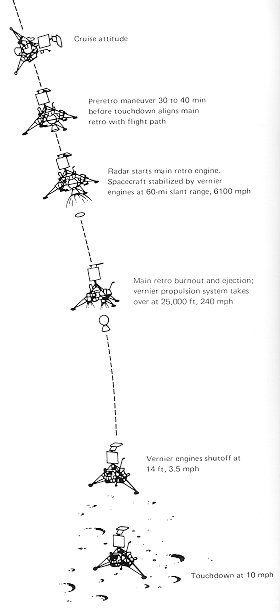 Cruise attitude
Preretro maneuver 30 to 40 min
before touchdown aligns main
retro with flight path
Radar starts main retro engine.
Spacecraft stabilized by vernier
engines at 60-mi slant range, 6100 mph
Main retro burnout and ejection;
vernier propulsion system takes
over at 25,000 ft, 240 mph
Vernier engines shutoff at
14 ft, 3.5 mph
Touchdown at 10 mph